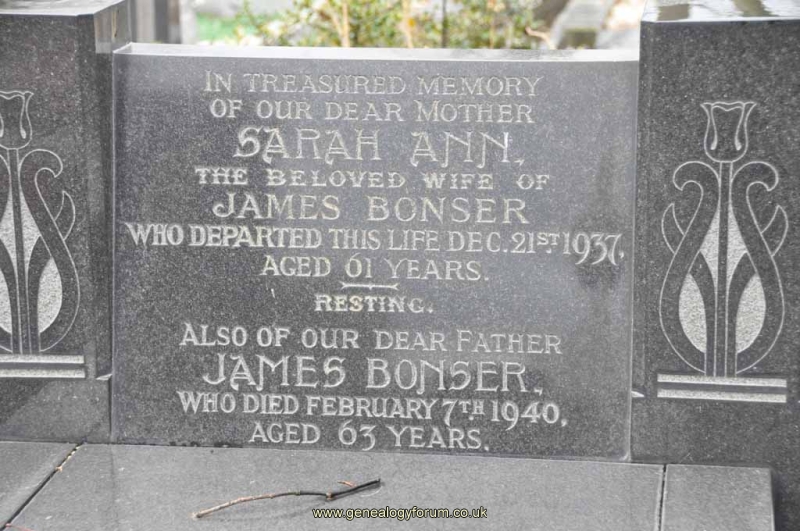 IN TREASURED MEMORY
OF OUR DEAR MOTHER
SARAH ANN,
THE BELOVED WIFE OF
JAMES BONSER
WHO DEPARTED THIS LIFE DEC. 21ST. 1937,
AGED 61 YEARS.
RESTING.
ALSO OF OUR DEAR FATHER
JAMES BONSER,
WHO DIED FEBRUARY 7TH. 1940,
AGED 63 YEARS.
www.genealogyforum.co.uk